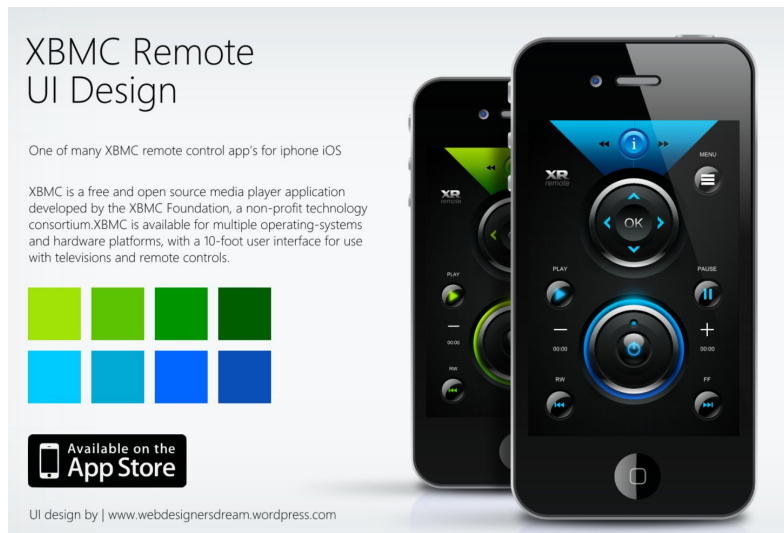 XBMC Remote
UI Design
One of many XBMC remote control app's for iphone iOS
XBMC is a free and open source media player application
developed by the XBMC Foundation, a non-profit technology
consortium.XBMC is available for multiple operating-systems
and hardware platforms, with a 10-foot user interface for use
with televisions and remote controls.
Available on the
App Store
UI design by | www.webdesignersdream.wordpress.com
XR
remote
PLAY
00:00
RW
i
MENU
XR
remote
OK
PLAY
PAUSE
00:00
00:00
RW
FF